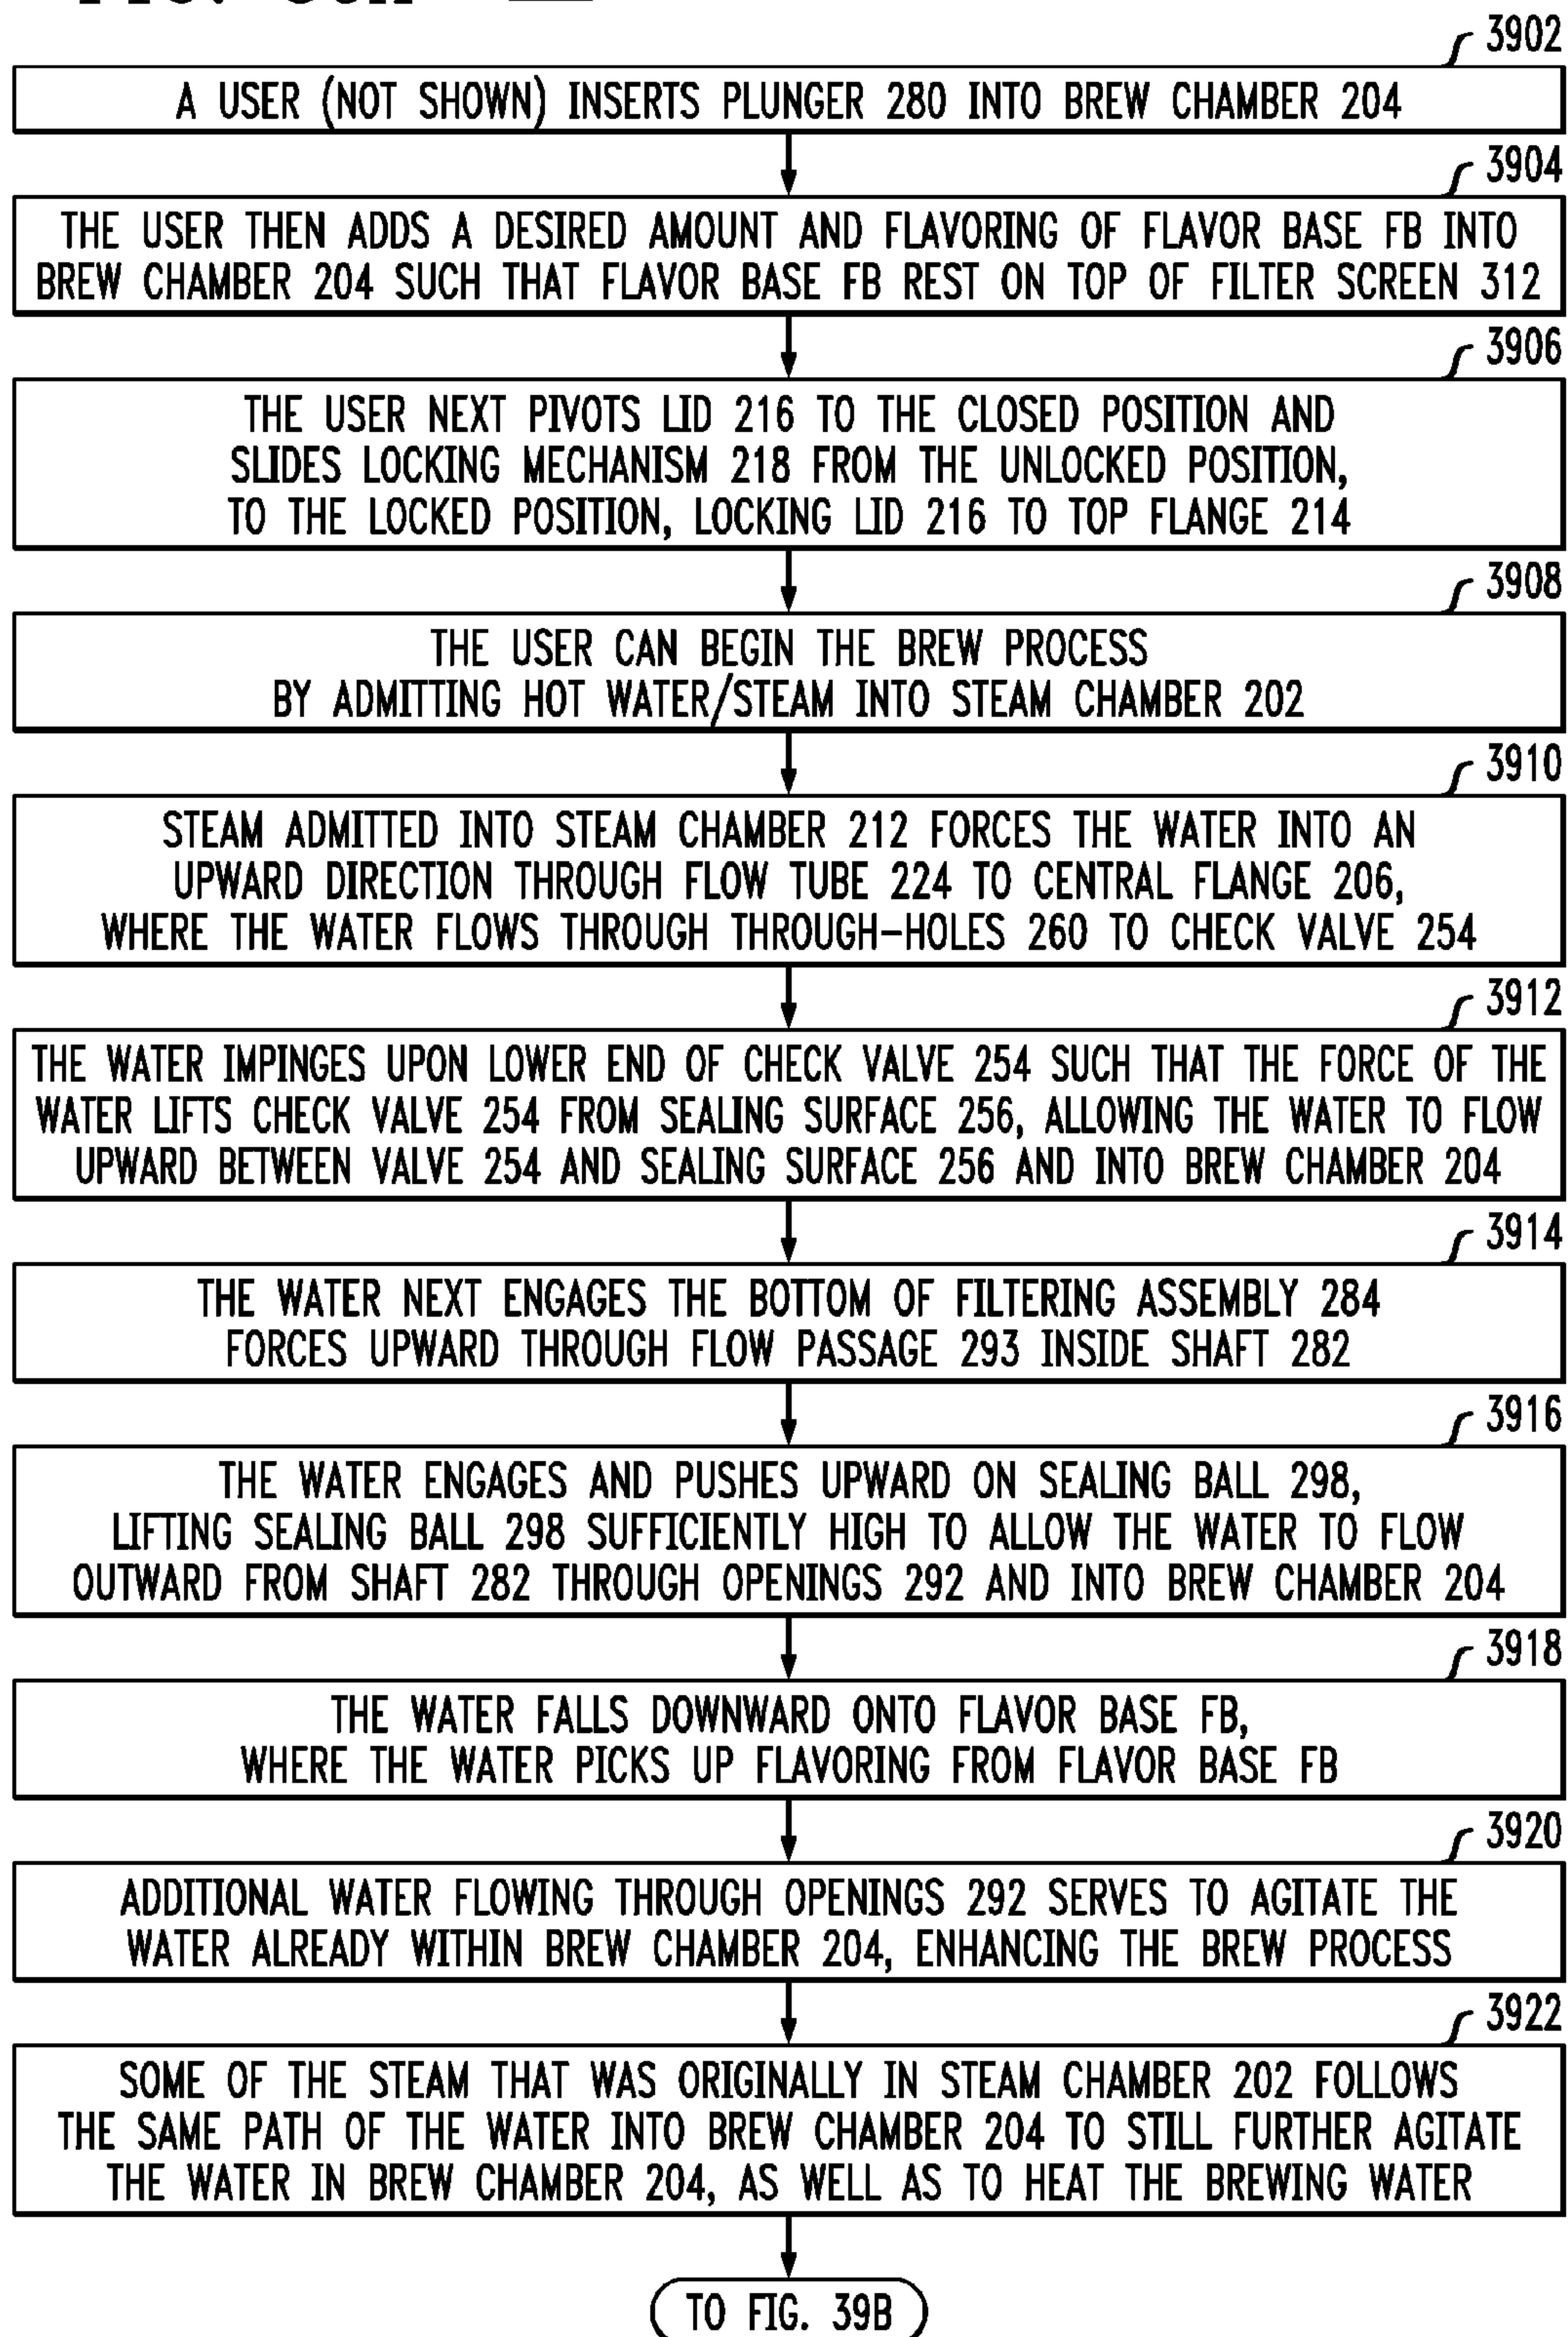 3902
A USER (NOT SHOWN) INSERTS PLUNGER 280 INTO BREW CHAMBER 204
3904
THE USER THEN ADDS A DESIRED AMOUNT AND FLAVORING OF FLAVOR BASE FB INTO
BREW CHAMBER 204 SUCH THAT FLAVOR BASE FB REST ON TOP OF FILTER SCREEN 312
3906
THE USER NEXT PIVOTS LID 216 TO THE CLOSED POSITION AND
SLIDES LOCKING MECHANISM 218 FROM THE UNLOCKED POSITION,
TO THE LOCKED POSITION, LOCKING LID 216 TO TOP FLANGE 214
3908
THE USER CAN BEGIN THE BREW PROCESS
BY ADMITTING HOT WATER/STEAM INTO STEAM CHAMBER 202
3910
STEAM ADMITTED INTO STEAM CHAMBER 212 FORCES THE WATER INTO AN
UPWARD DIRECTION THROUGH FLOW TUBE 224 TO CENTRAL FLANGE 206,
WHERE THE WATER FLOWS THROUGH THROUGH-HOLES 260 TO CHECK VALVE 254
3912
THE WATER IMPINGES UPON LOWER END OF CHECK VALVE 254 SUCH THAT THE FORCE OF THE
WATER LIFTS CHECK VALVE 254 FROM SEALING SURFACE 256, ALLOWING THE WATER TO FLOW
UPWARD BETWEEN VALVE 254 AND SEALING SURFACE 256 AND INTO BREW CHAMBER 204
3914
THE WATER NEXT ENGAGES THE BOTTOM OF FILTERING ASSEMBLY 284
FORCES UPWARD THROUGH FLOW PASSAGE 293 INSIDE SHAFT 282
3916
THE WATER ENGAGES AND PUSHES UPWARD ON SEALING BALL 298,
LIFTING SEALING BALL 298 SUFFICIENTLY HIGH TO ALLOW THE WATER TO FLOW
OUTWARD FROM SHAFT 282 THROUGH OPENINGS 292 AND INTO BREW CHAMBER 204
3918
THE WATER FALLS DOWNWARD ONTO FLAVOR BASE FB,
WHERE THE WATER PICKS UP FLAVORING FROM FLAVOR BASE FB
3920
ADDITIONAL WATER FLOWING THROUGH OPENINGS 292 SERVES TO AGITATE THE
WATER ALREADY WITHIN BREW CHAMBER 204, ENHANCING THE BREW PROCESS
3922
SOME OF THE STEAM THAT WAS ORIGINALLY IN STEAM CHAMBER 202 FOLLOWS
THE SAME PATH OF THE WATER INTO BREW CHAMBER 204 TO STILL FURTHER AGITATE
THE WATER IN BREW CHAMBER 204, AS WELL AS TO HEAT THE BREWING WATER
TO FIG. 39B